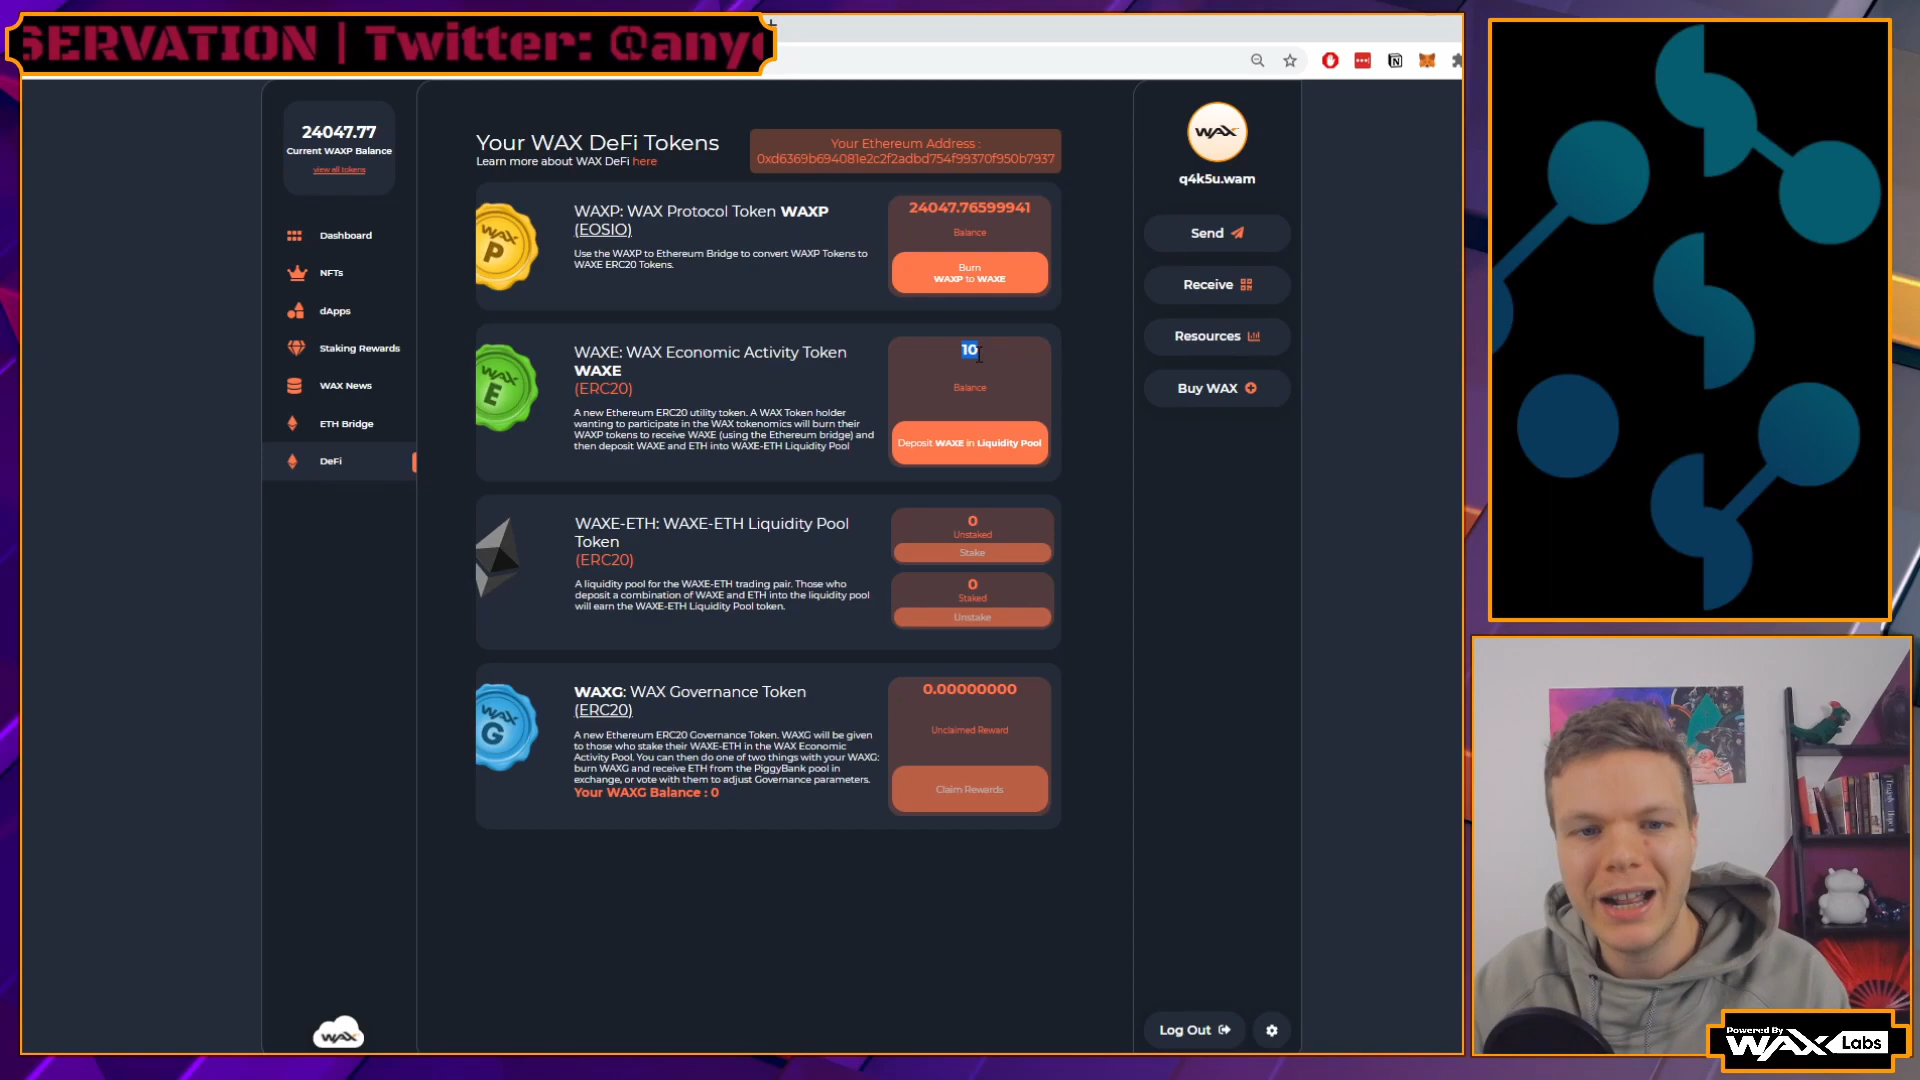 SERVATION | Twitter: @any
24047.77
Current WAXP Balance
view all tokens
Dashboard
NFTs
dApps
Staking Rewards
WAX News
ETH Bridge
DeFi
WAX
Your WAX DeFi Tokens
Learn more about WAX DeFi here
Your Ethereum Address :
0xd6369b694081e2c2f2adbd754f99370f950b7937
WAX
P
WAXP: WAX Protocol Token WAXP
(EOSIO)
Use the WAXP to Ethereum Bridge to convert WAXP Tokens to
WAXE ERC20 Tokens.
24047.76599941
Balance
Burn
WAXP to WAXE
WAX
E
WAXE: WAX Economic Activity Token
WAXE
(ERC20)
A new Ethereum ERC20 utility token. A WAX Token holder
wanting to participate in the WAX tokenomics will burn their
WAXP tokens to receive WAXE (using the Ethereum bridge) and
then deposit WAXE and ETH into WAXE-ETH Liquidity Pool
10
Balance
Deposit WAXE in Liquidity Pool
WAXE-ETH: WAXE-ETH Liquidity Pool
Token
(ERC20)
A liquidity pool for the WAXE-ETH trading pair. Those who
deposit a combination of WAXE and ETH into the liquidity pool
will earn the WAXE-ETH Liquidity Pool token.
0
Unstaked
Stake
0
Staked
Unstake
WAX
G
WAXG: WAX Governance Token
(ERC20)
A new Ethereum ERC20 Governance Token. WAXG will be given
to those who stake their WAXE-ETH in the WAX Economic
Activity Pool. You can then do one of two things with your WAXG:
burn WAXG and receive ETH from the PiggyBank pool in
exchange, or vote with them to adjust Governance parameters.
Your WAXG Balance : 0
0.00000000
Unclaimed Reward
Claim Rewards
WAX
q4k5u.wam
Send
Receive
Resources
Buy WAX
Log Out
Powered By
WAX Labs